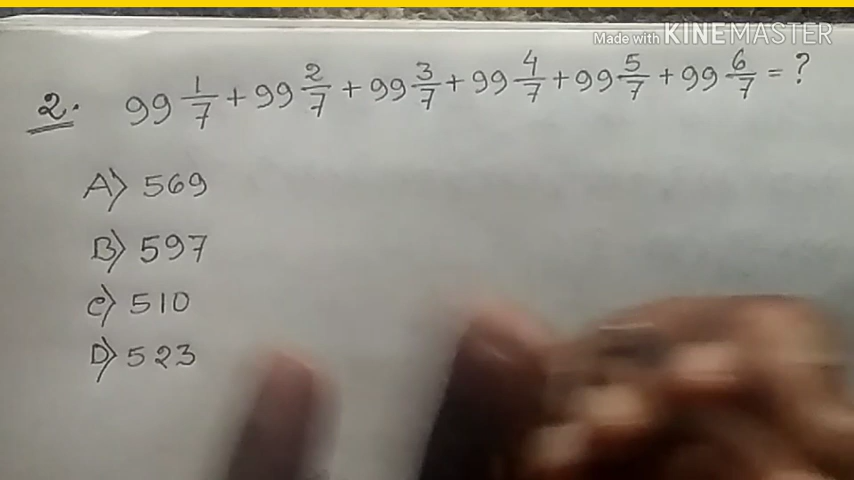 Made with KINEMASTER
2. 99 1/7 + 99 2/7 + 99 3/7 + 99 4/7 + 99 5/7 + 99 6/7 = ?
A) 569
B) 597
C) 510
D) 523